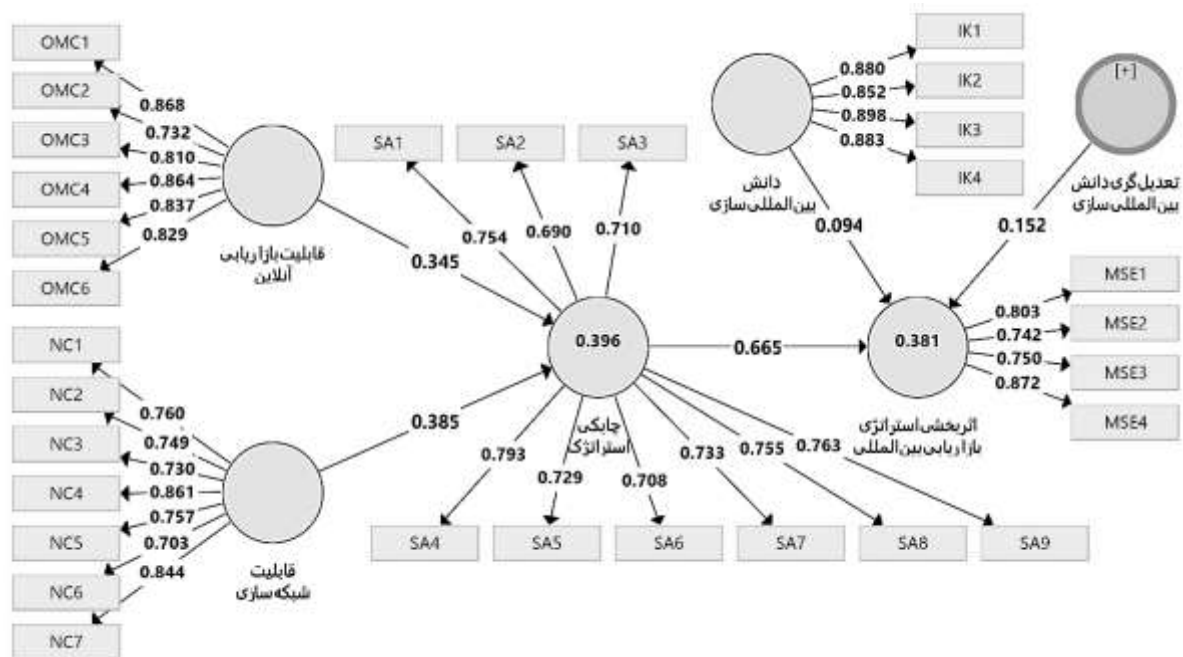 OMC1
OMC2
OMC3
OMC4
OMC5
OMC6
0.868
0.732
0.810
0.864
0.837
0.829
قابلیت بازاریابی
آنلاین
NC1
NC2
NC3
NC4
NC5
NC6
NC7
0.760
0.749
0.730
0.861
0.757
0.703
0.844
قابلیت
شبکه سازی
0.345
0.385
SA1
SA2
SA3
0.754
0.690
0.710
0.396
چابکی
استراتژک
0.793
0.729
0.708
0.733
0.755
0.763
SA4
SA5
SA6
SA7
SA8
SA9
0.665
IK1
IK2
IK3
IK4
0.880
0.852
0.898
0.883
دانش
بین‌المللی سازی
0.094
[+]
تعدیل‌گری دانش
بین‌المللی سازی
0.152
0.381
اثربخشی استراتژی
بازاریابی بین‌المللی
0.803
0.742
0.750
0.872
MSE1
MSE2
MSE3
MSE4